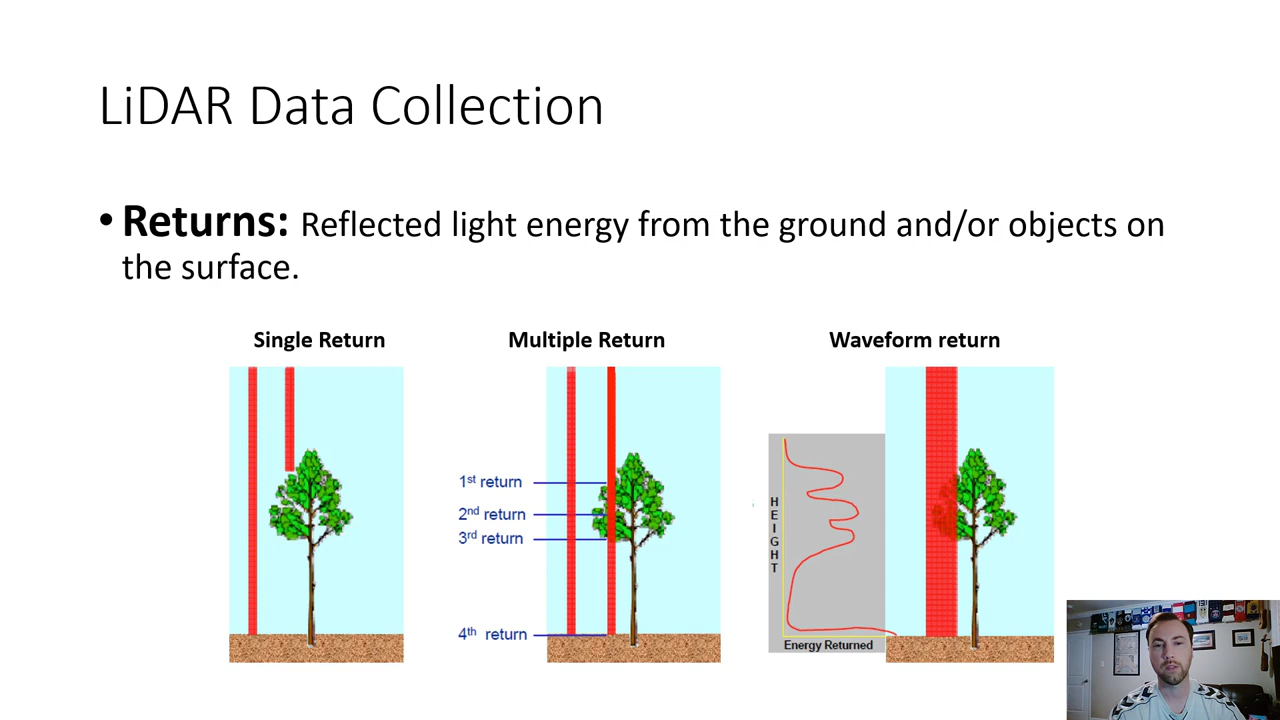 LiDAR Data Collection
• Returns: Reflected light energy from the ground and/or objects on
the surface.
Single Return
Multiple Return
Waveform return
1st return
2nd return
3rd return
4th return
HEIGHT
Energy Returned